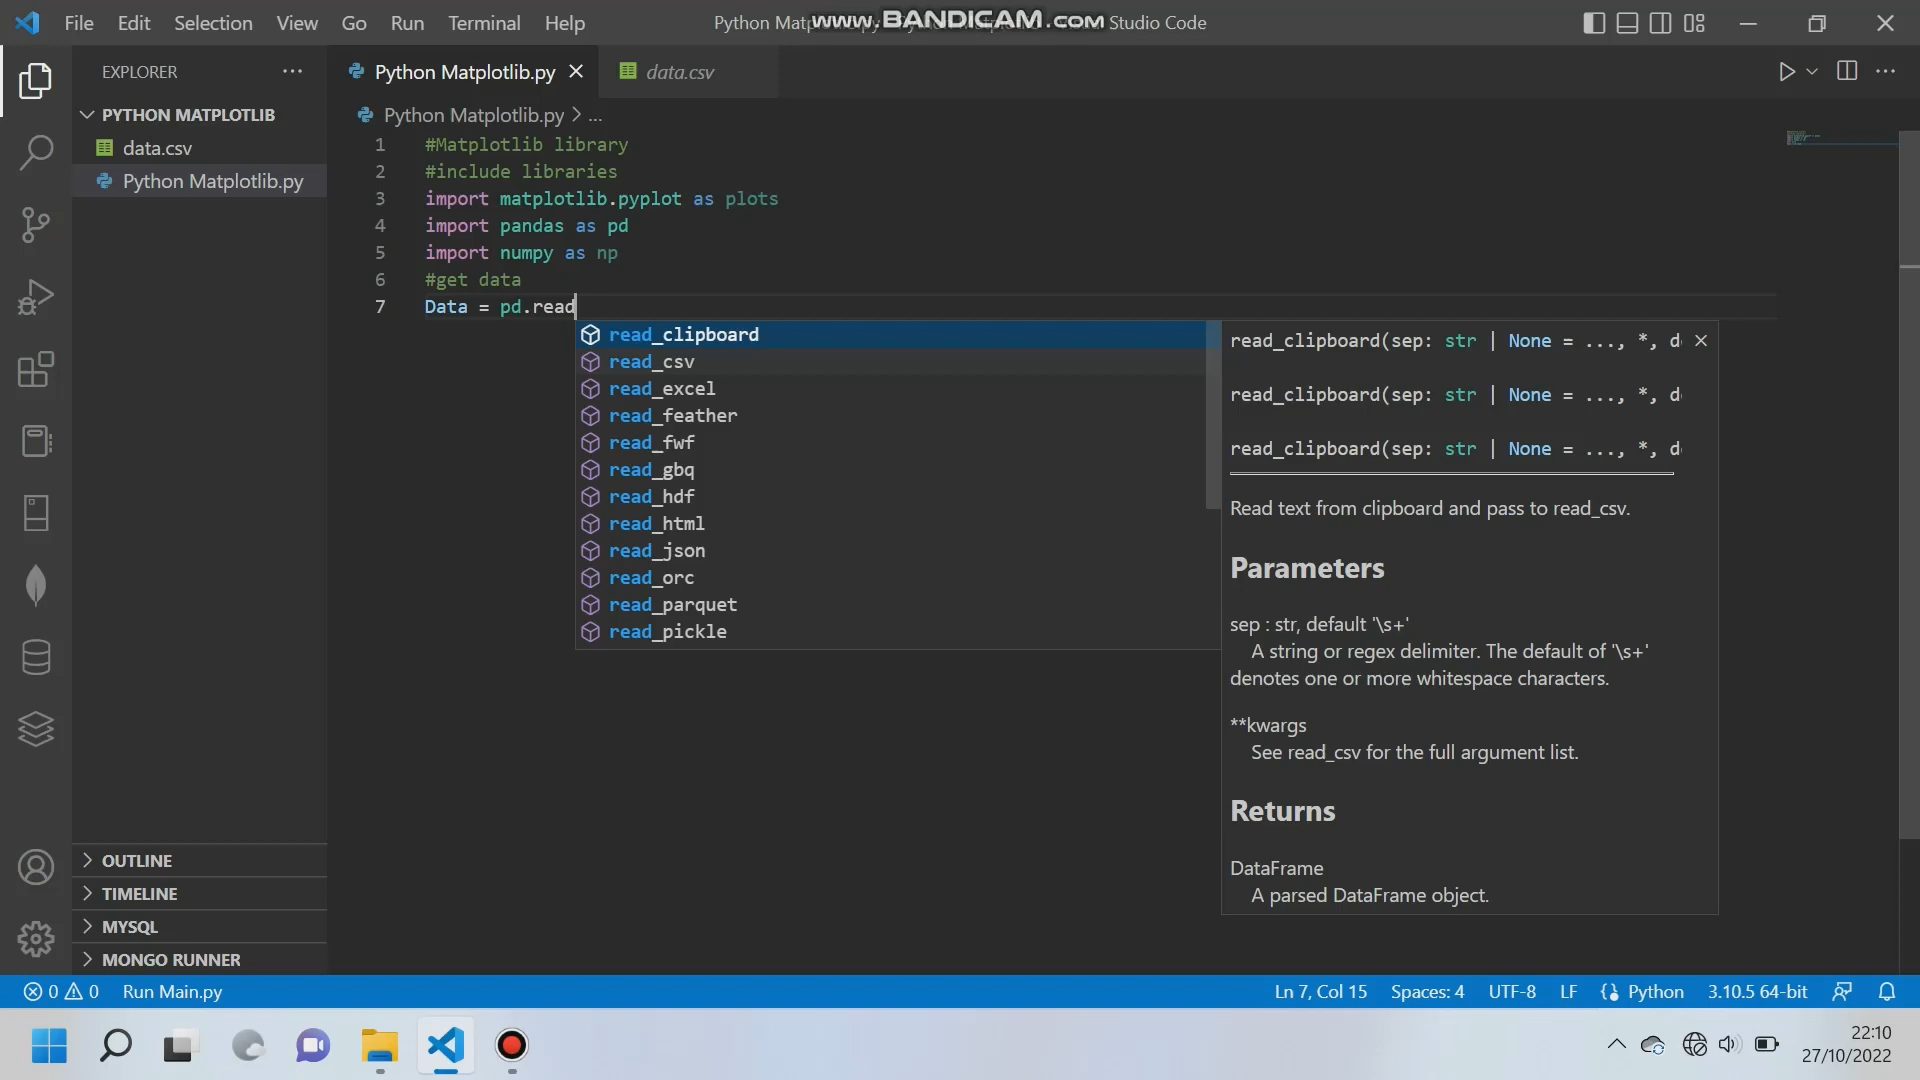 File Edit Selection View Go Run Terminal Help
www.BANDICAM.com
Studio Code
EXPLORER
Python Matplotlib.py
data.csv
PYTHON MATPLOTLIB
data.csv
Python Matplotlib.py
OUTLINE
TIMELINE
MYSQL
MONGO RUNNER
Python Matplotlib.py > ...
1 #Matplotlib library
2 #include libraries
3 import matplotlib.pyplot as plots
4 import pandas as pd
5 import numpy as np
6 #get data
7 Data = pd.read
read_clipboard
read_csv
read_excel
read_feather
read_fwf
read_gbq
read_hdf
read_html
read_json
read_orc
read_parquet
read_pickle
read_clipboard(sep: str | None = ..., *, d
read_clipboard(sep: str | None = ..., *, d
read_clipboard(sep: str | None = ..., *, d
Read text from clipboard and pass to read_csv.
Parameters
sep : str, default '\s+'
A string or regex delimiter. The default of '\s+'
denotes one or more whitespace characters.
**kwargs
See read_csv for the full argument list.
Returns
DataFrame
A parsed DataFrame object.
0 0 Run Main.py
Ln 7, Col 15 Spaces: 4 UTF-8 LF Python 3.10.5 64-bit
22:10
27/10/2022